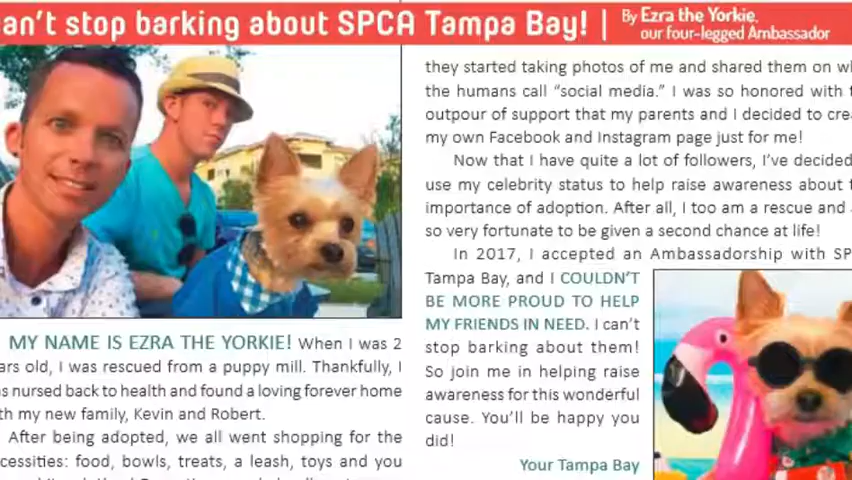 an't stop barking about SPCA Tampa Bay! | By Ezra the Yorkie,
our four-legged Ambassador
MY NAME IS EZRA THE YORKIE! When I was 2
ars old, I was rescued from a puppy mill. Thankfully, I
as nursed back to health and found a loving forever home
th my new family, Kevin and Robert.
After being adopted, we all went shopping for the
cessities: food, bowls, treats, a leash, toys and you
they started taking photos of me and shared them on
the humans call "social media." I was so honored with
outpour of support that my parents and I decided to
my own Facebook and Instagram page just for me!
Now that I have quite a lot of followers, I've decided
use my celebrity status to help raise awareness about
importance of adoption. After all, I too am a rescue and
so very fortunate to be given a second chance at life!
In 2017, I accepted an Ambassadorship with
Tampa Bay, and I COULDN'T
BE MORE PROUD TO HELP
MY FRIENDS IN NEED. I can't
stop barking about them!
So join me in helping raise
awareness for this wonderful
cause. You'll be happy you
did!
Your Tampa Bay